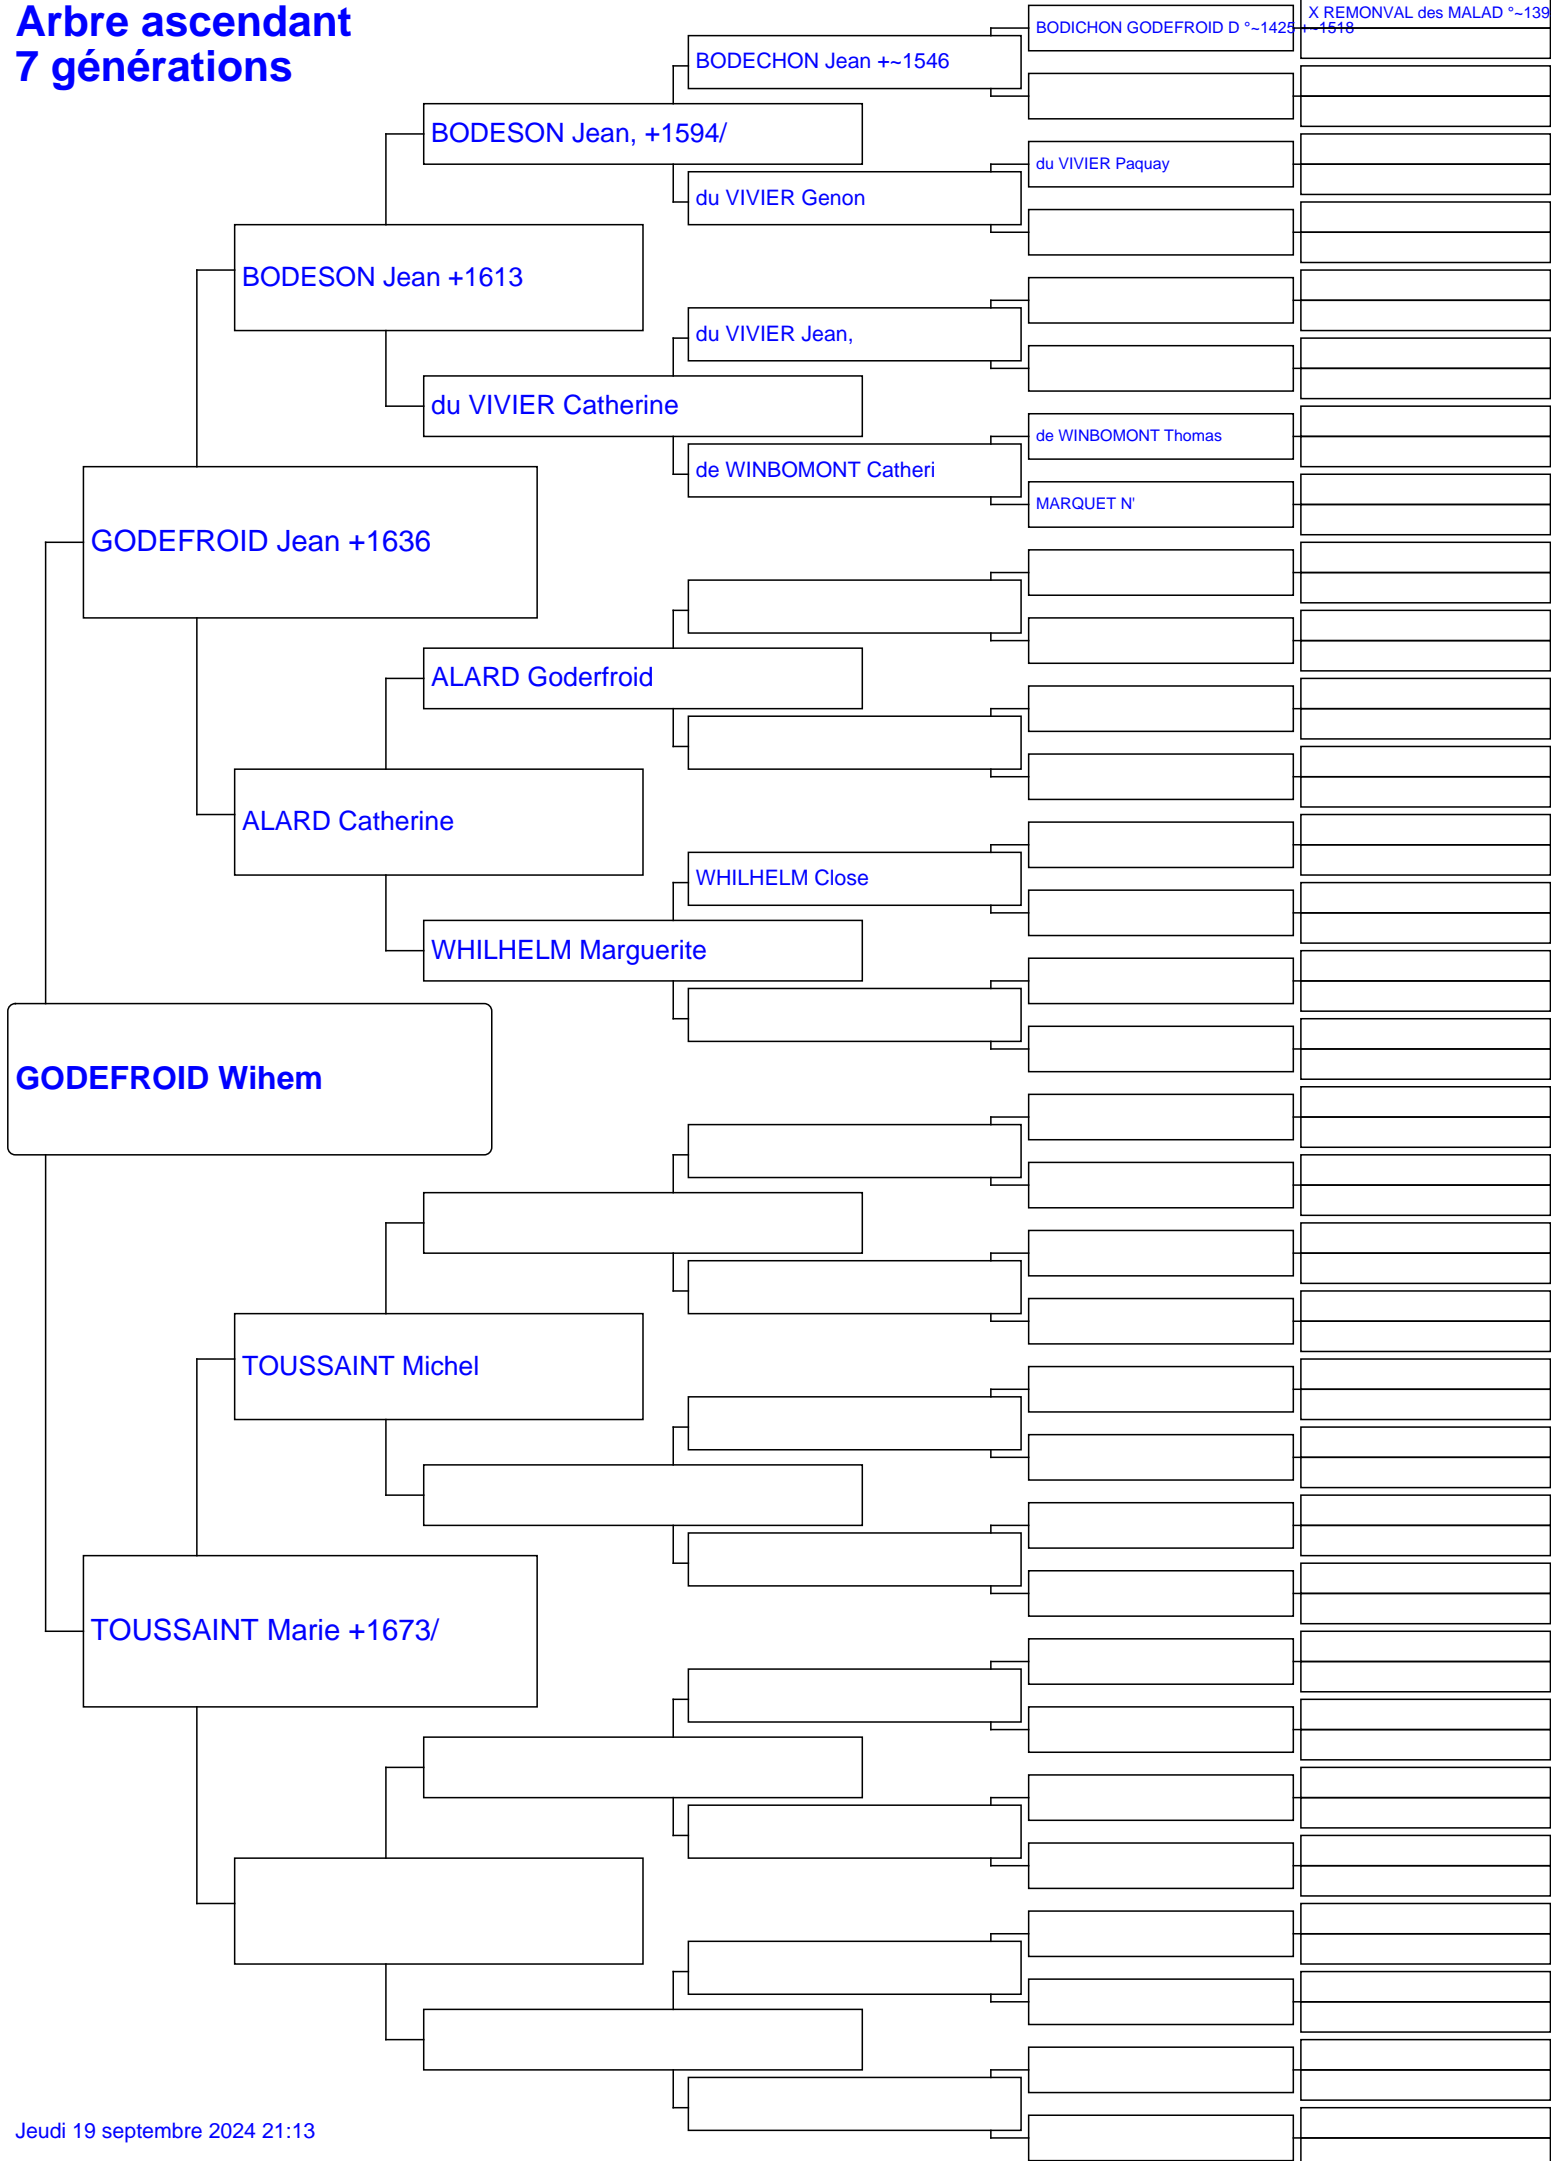 Arbre ascendant
7 générations
X REMONVAL des MALAD °~139
BODICHON GODEFROID D °~1425 +~1518
BODECHON Jean +~1546
BODESON Jean, +1594/
du VIVIER Paquay
du VIVIER Genon
BODESON Jean +1613
du VIVIER Jean,
du VIVIER Catherine
de WINBOMONT Thomas
de WINBOMONT Catheri
MARQUET N'
GODEFROID Jean +1636
ALARD Goderfroid
ALARD Catherine
WHILHELM Close
WHILHELM Marguerite
GODEFROID Wihem
TOUSSAINT Michel
TOUSSAINT Marie +1673/
Jeudi 19 septembre 2024 21:13